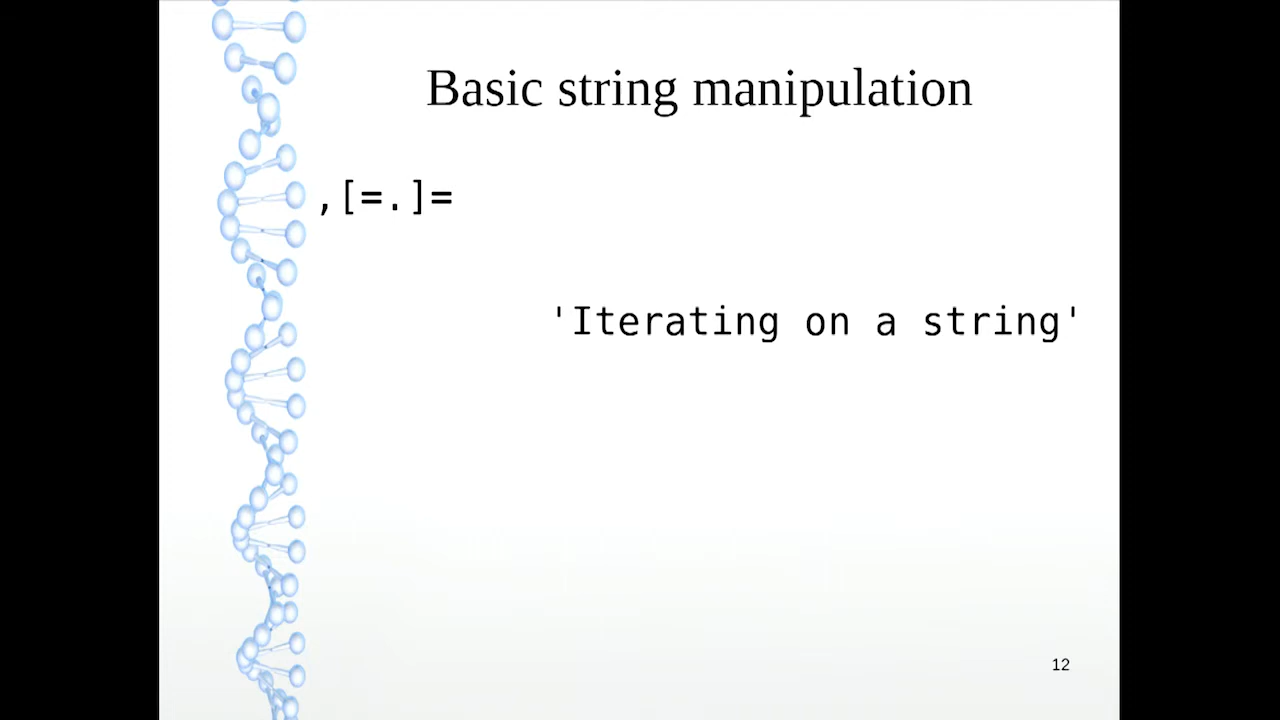 Basic string manipulation
,[=.]=
'Iterating on a string'
12